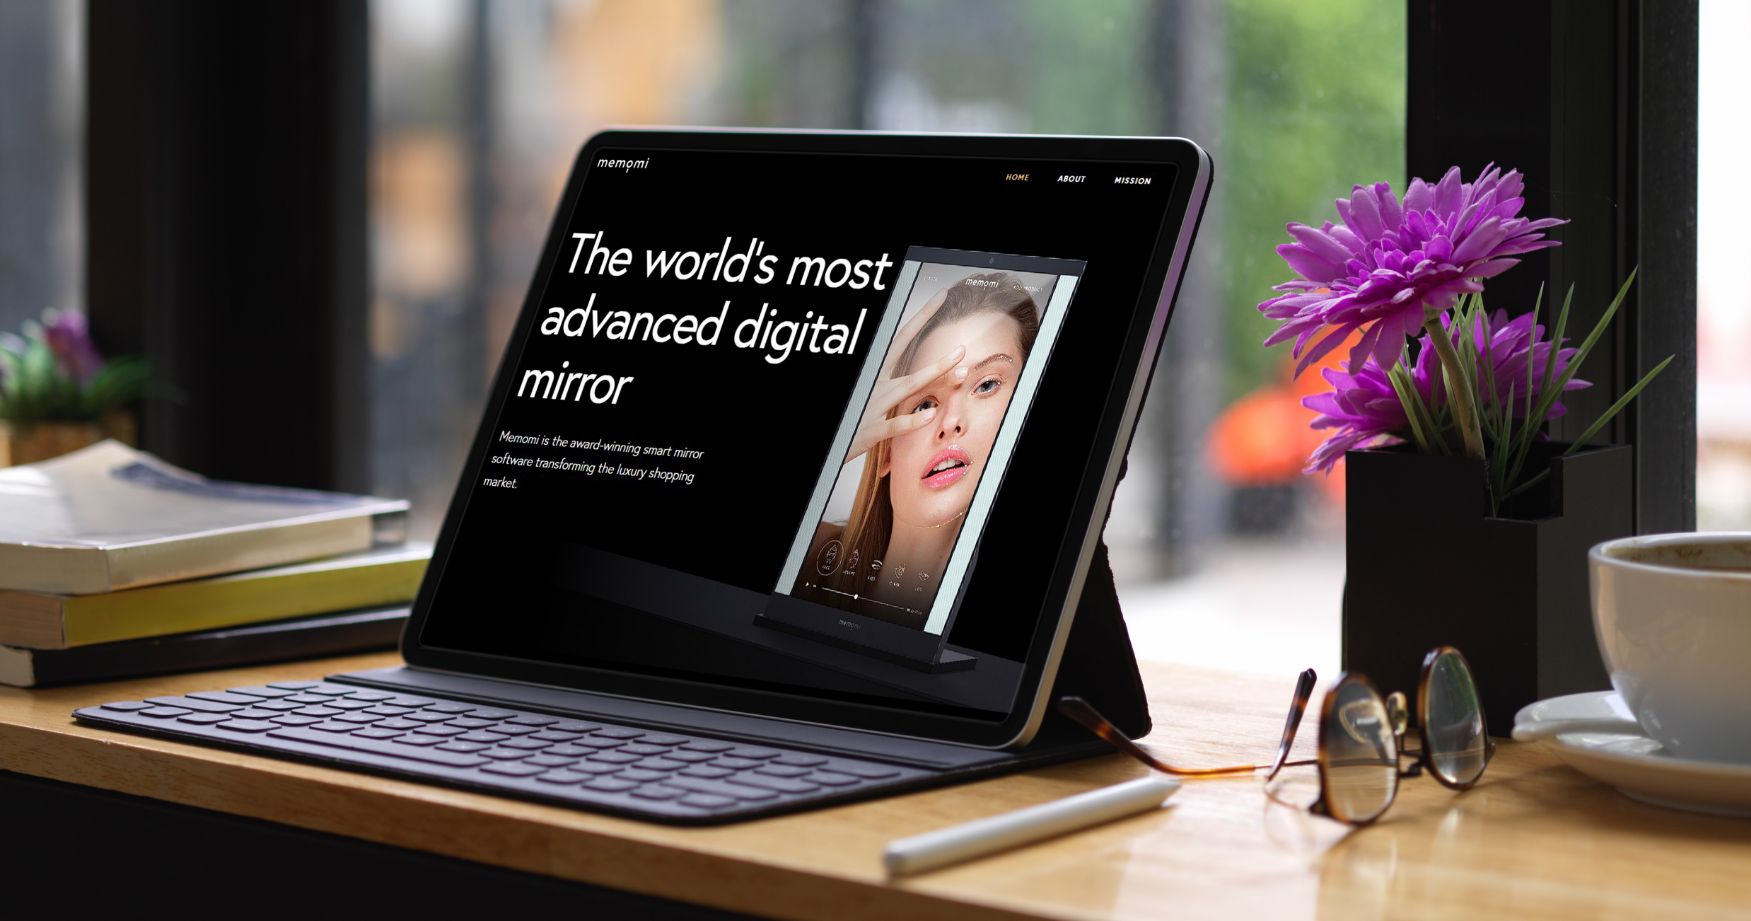 memomi
HOME ABOUT MISSION
The world's most
advanced digital
mirror
Memomi is the award-winning smart mirror
software transforming the luxury shopping
market.
memomi
memomi